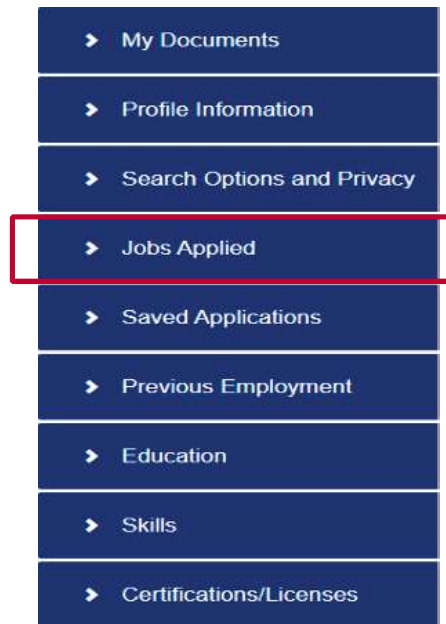 My Documents
Profile Information
Search Options and Privacy
Jobs Applied
Saved Applications
Previous Employment
Education
Skills
Certifications/Licenses